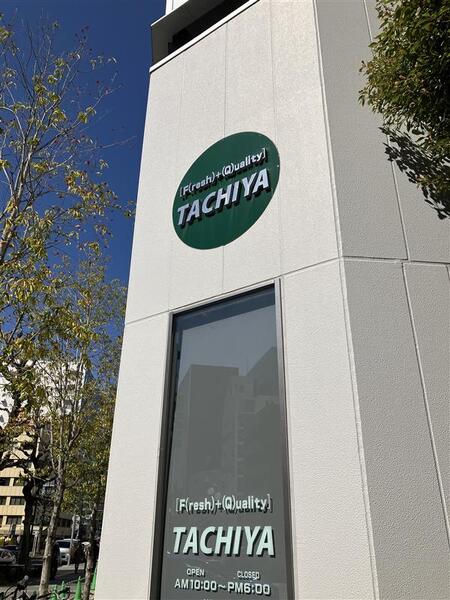 [F(resh)+(Q)uality]
TACHIYA
[F(resh)+(Q)uality]
TACHIYA
OPEN CLOSED
AM10:00～PM6:00